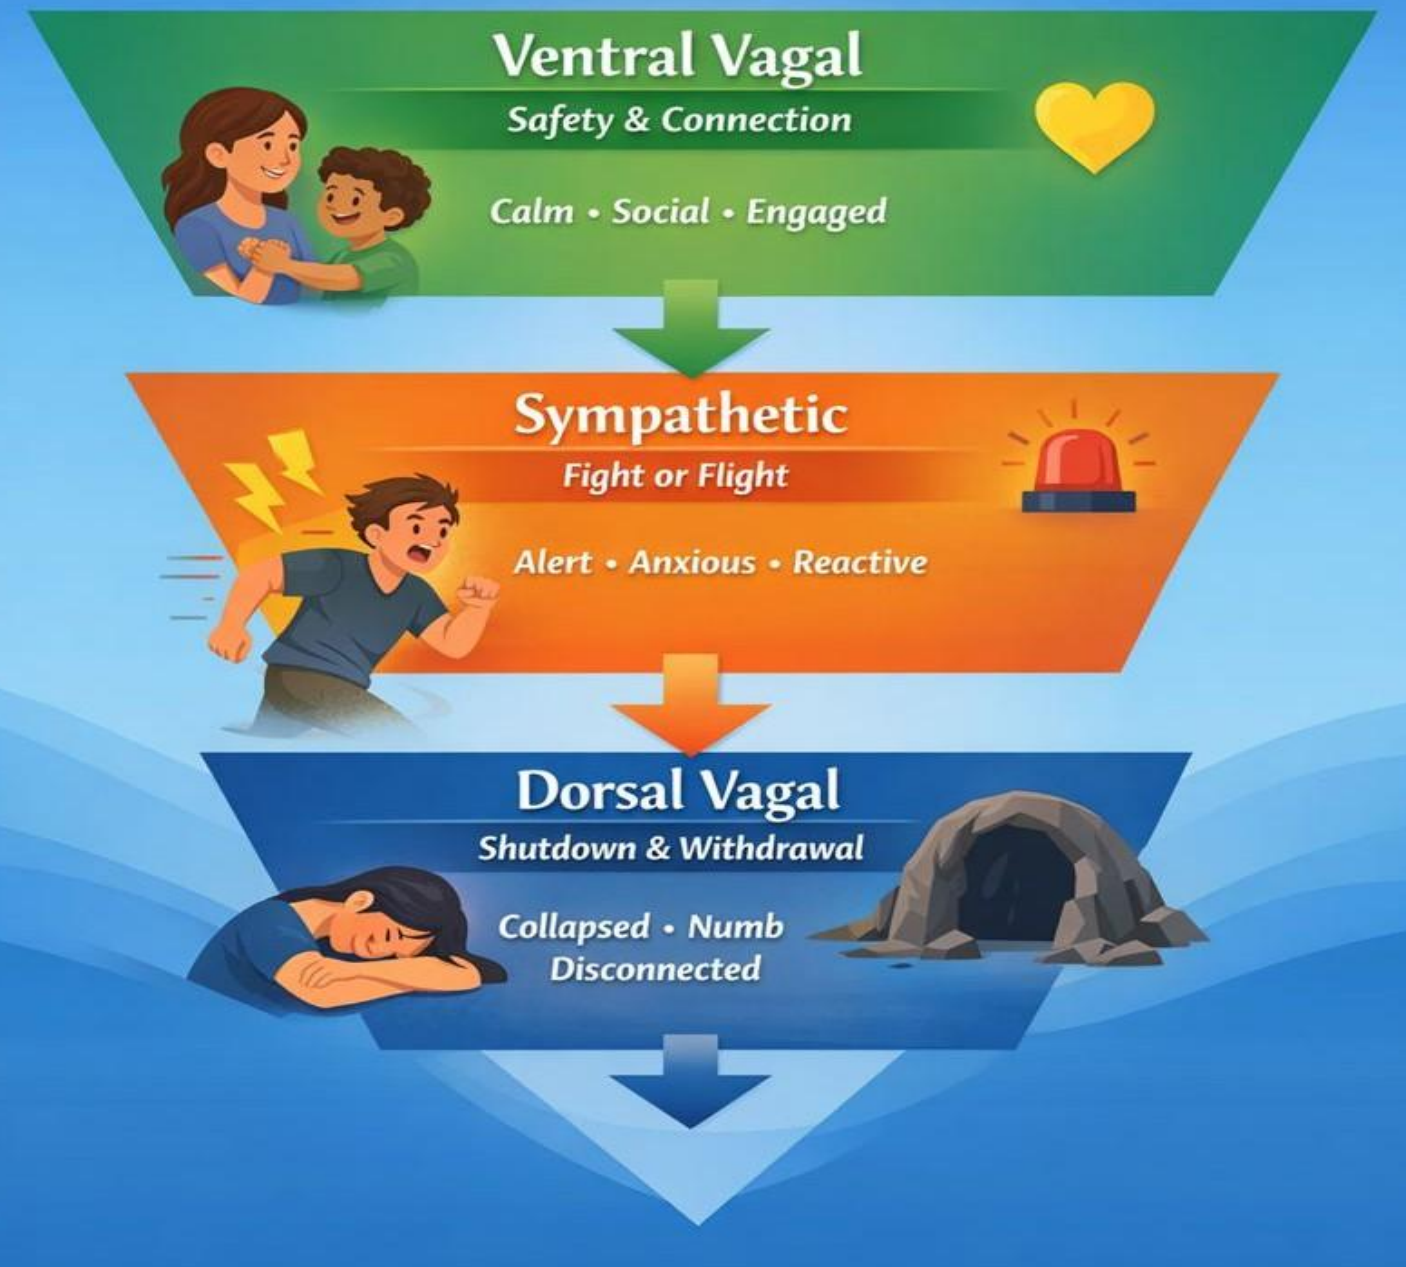 Ventral Vagal
Safety & Connection
Calm • Social • Engaged
Sympathetic
Fight or Flight
Alert • Anxious • Reactive
Dorsal Vagal
Shutdown & Withdrawal
Collapsed • Numb
Disconnected